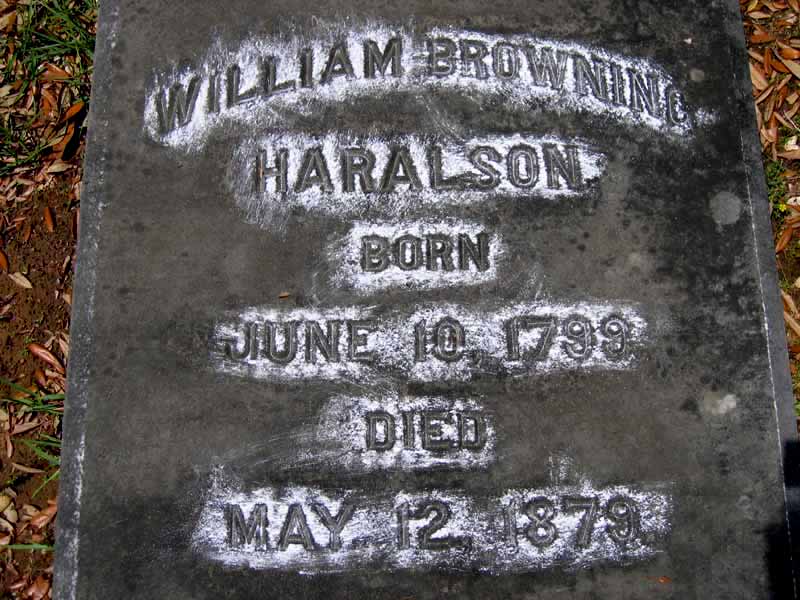 WILLIAM BROWNING
HARALSON
BORN
JUNE 10, 1799
DIED
MAY 12, 1879